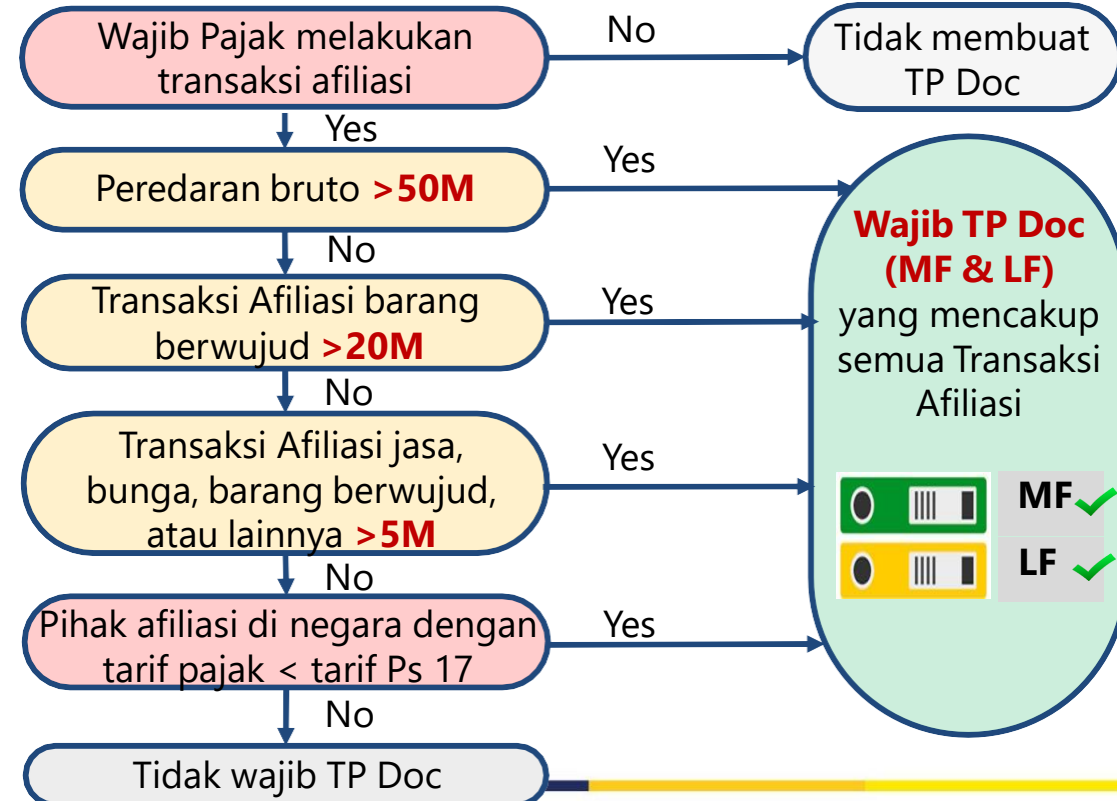 Wajib Pajak melakukan
transaksi afiliasi
No
Tidak membuat
TP Doc
Yes
Peredaran bruto >50M
Yes
No
Transaksi Afiliasi barang
berwujud >20M
Yes
No
Transaksi Afiliasi jasa,
bunga, barang berwujud,
atau lainnya >5M
Yes
No
Pihak afiliasi di negara dengan
tarif pajak < tarif Ps 17
Yes
No
Tidak wajib TP Doc
Wajib TP Doc
(MF & LF)
yang mencakup
semua Transaksi
Afiliasi
MF
LF